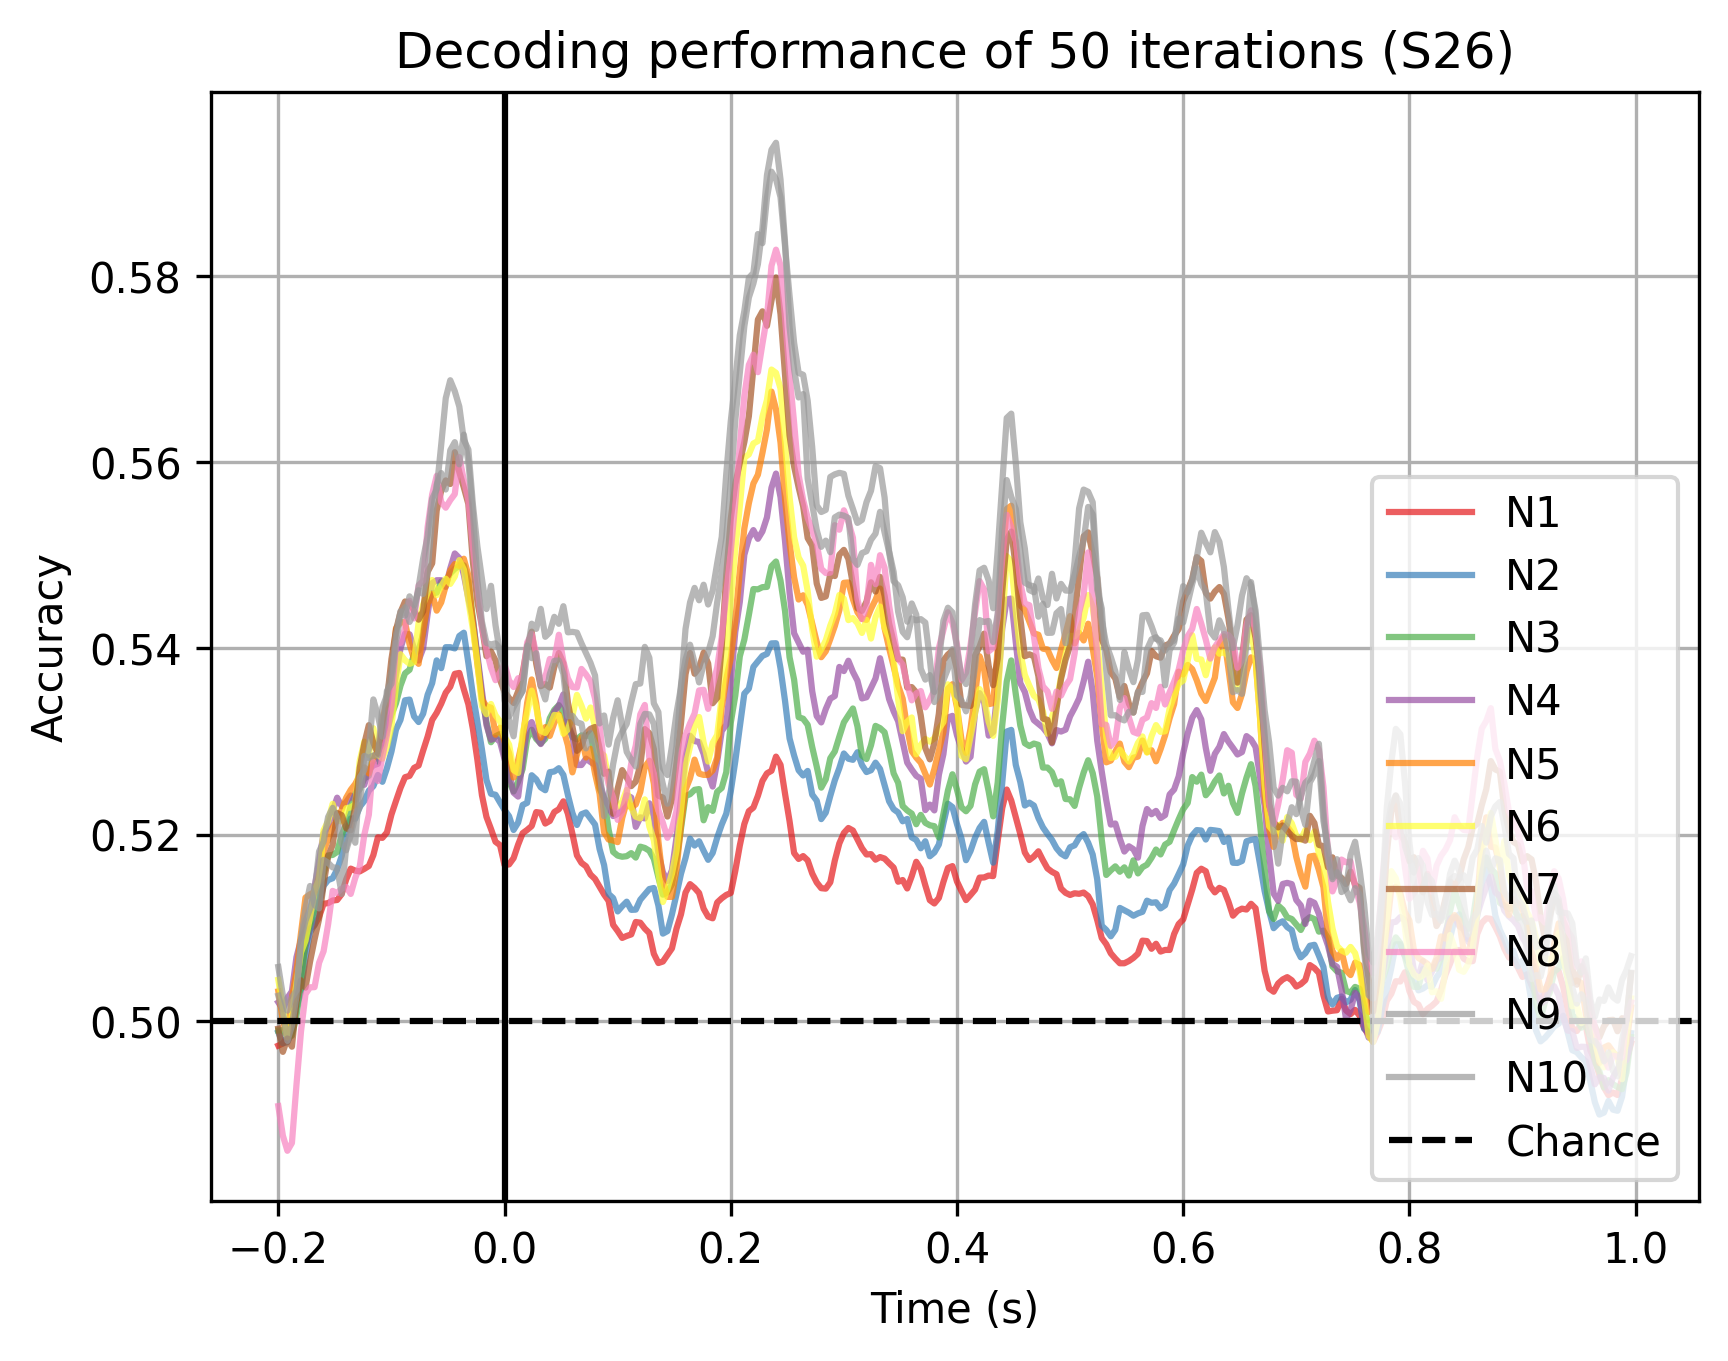 Decoding performance of 50 iterations (S26)
Accuracy
0.58
0.56
0.54
0.52
0.50
N1
N2
N3
N4
N5
N6
N7
N8
N9
N10
Chance
−0.2 0.0 0.2 0.4 0.6 0.8 1.0
Time (s)